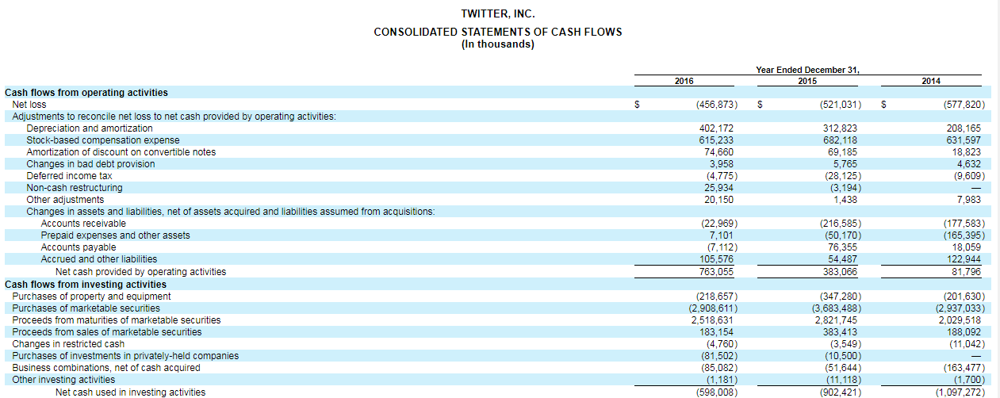 TWITTER, INC.
CONSOLIDATED STATEMENTS OF CASH FLOWS
(In thousands)
Year Ended December 31,
2016 2015 2014
Cash flows from operating activities
Net loss $ (456,873) $ (521,031) $ (577,820)
Adjustments to reconcile net loss to net cash provided by operating activities:
Depreciation and amortization 402,172 312,823 208,165
Stock-based compensation expense 615,233 682,118 631,597
Amortization of discount on convertible notes 74,660 69,185 18,823
Changes in bad debt provision 3,958 5,765 4,632
Deferred income tax (4,775) (28,125) (9,609)
Non-cash restructuring 25,934 (3,194) —
Other adjustments 20,150 1,438 7,983
Changes in assets and liabilities, net of assets acquired and liabilities assumed from acquisitions:
Accounts receivable (22,969) (216,585) (177,583)
Prepaid expenses and other assets 7,101 (50,170) (165,395)
Accounts payable (7,112) 76,355 18,059
Accrued and other liabilities 105,576 54,487 122,944
Net cash provided by operating activities 763,055 383,066 81,796
Cash flows from investing activities
Purchases of property and equipment (218,657) (347,280) (201,630)
Purchases of marketable securities (2,908,611) (3,683,488) (2,937,033)
Proceeds from maturities of marketable securities 2,518,631 2,821,745 2,029,518
Proceeds from sales of marketable securities 183,154 383,413 188,092
Changes in restricted cash (4,760) (3,549) (11,042)
Purchases of investments in privately-held companies (81,502) (10,500) —
Business combinations, net of cash acquired (85,082) (51,644) (163,477)
Other investing activities (1,181) (11,118) (1,700)
Net cash used in investing activities (598,008) (902,421) (1,097,272)